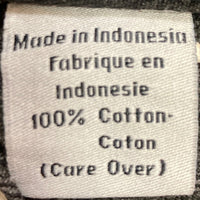 Made in Indonesia
Fabrique en
Indonesie
100% Cotton-
Coton
(Care Over)